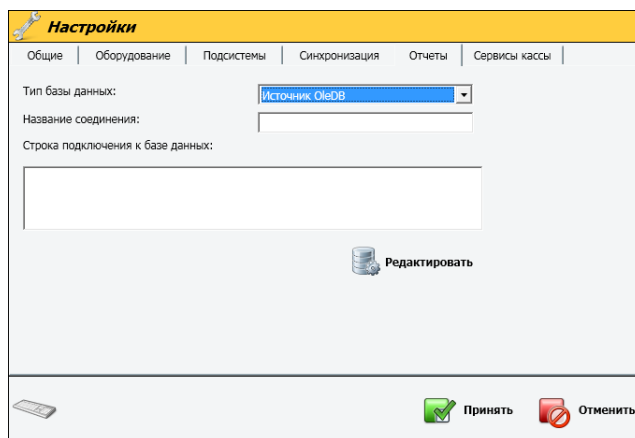 Настройки
Общие Оборудование Подсистемы Синхронизация Отчеты Сервисы кассы
Тип базы данных: Источник OleDB
Название соединения:
Строка подключения к базе данных:
Редактировать
Принять Отменить